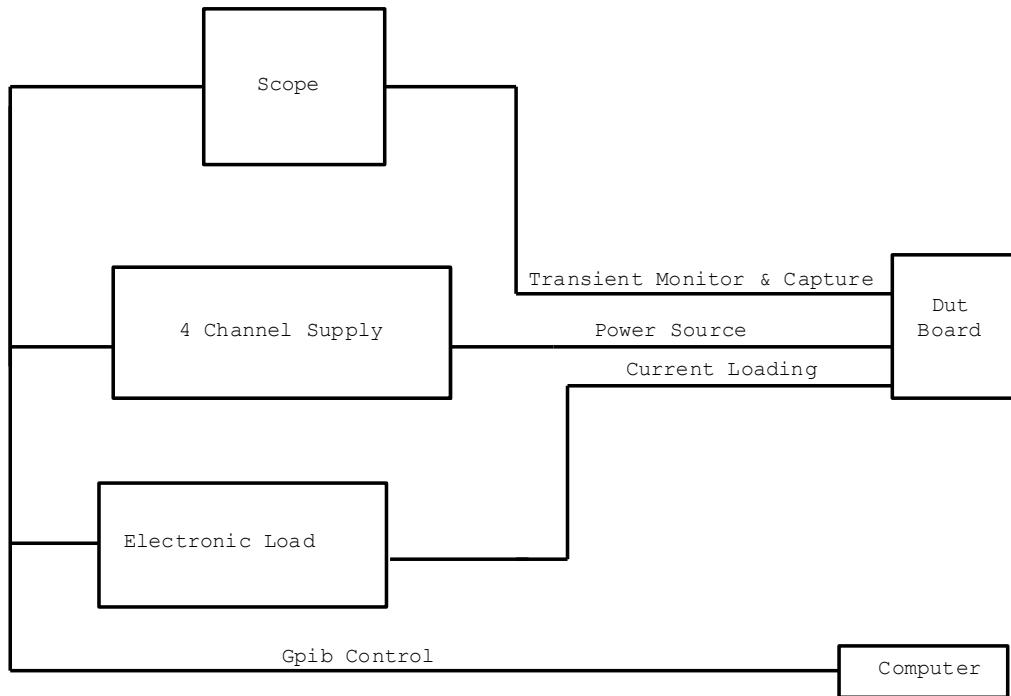 Scope
Transient Monitor & Capture
Dut
Board
4 Channel Supply
Power Source
Current Loading
Electronic Load
Gpib Control
Computer